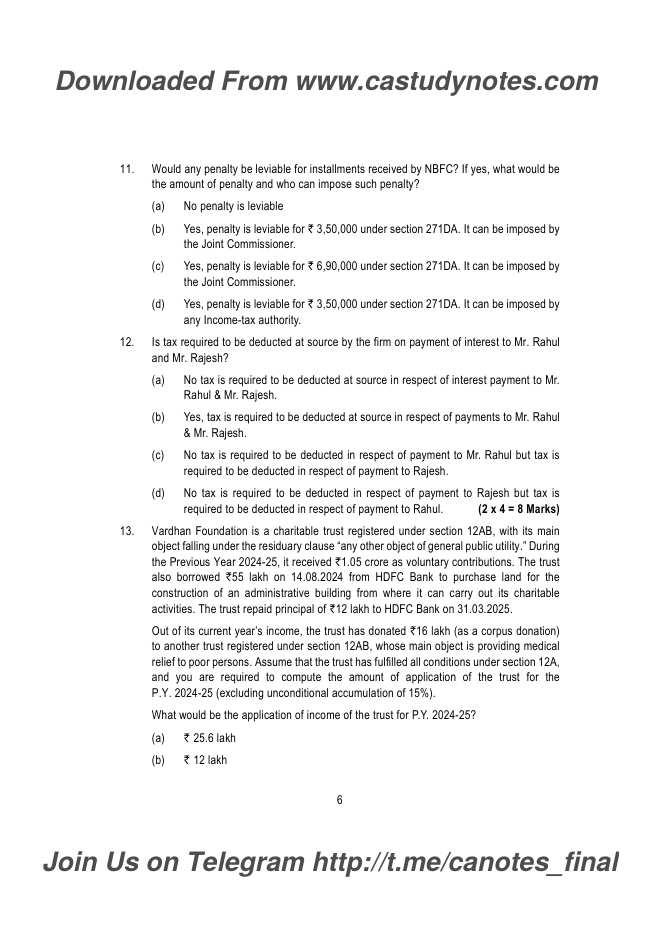 Downloaded From www.castudynotes.com
11. Would any penalty be leviable for installments received by NBFC? If yes, what would be
the amount of penalty and who can impose such penalty?
(a) No penalty is leviable
(b) Yes, penalty is leviable for ₹ 3,50,000 under section 271DA. It can be imposed by
the Joint Commissioner.
(c) Yes, penalty is leviable for ₹ 6,90,000 under section 271DA. It can be imposed by
the Joint Commissioner.
(d) Yes, penalty is leviable for ₹ 3,50,000 under section 271DA. It can be imposed by
any Income-tax authority.
12. Is tax required to be deducted at source by the firm on payment of interest to Mr. Rahul
and Mr. Rajesh?
(a) No tax is required to be deducted at source in respect of interest payment to Mr.
Rahul & Mr. Rajesh.
(b) Yes, tax is required to be deducted at source in respect of payments to Mr. Rahul
& Mr. Rajesh.
(c) No tax is required to be deducted in respect of payment to Mr. Rahul but tax is
required to be deducted in respect of payment to Rajesh.
(d) No tax is required to be deducted in respect of payment to Rajesh but tax is
required to be deducted in respect of payment to Rahul. (2 x 4 = 8 Marks)
13. Vardhan Foundation is a charitable trust registered under section 12AB, with its main
object falling under the residuary clause “any other object of general public utility.” During
the Previous Year 2024-25, it received ₹1.05 crore as voluntary contributions. The trust
also borrowed ₹55 lakh on 14.08.2024 from HDFC Bank to purchase land for the
construction of an administrative building from where it can carry out its charitable
activities. The trust repaid principal of ₹12 lakh to HDFC Bank on 31.03.2025.
Out of its current year’s income, the trust has donated ₹16 lakh (as a corpus donation)
to another trust registered under section 12AB, whose main object is providing medical
relief to poor persons. Assume that the trust has fulfilled all conditions under section 12A,
and you are required to compute the amount of application of the trust for the
P.Y. 2024-25 (excluding unconditional accumulation of 15%).
What would be the application of income of the trust for P.Y. 2024-25?
(a) ₹ 25.6 lakh
(b) ₹ 12 lakh
6
Join Us on Telegram http://t.me/canotes_final